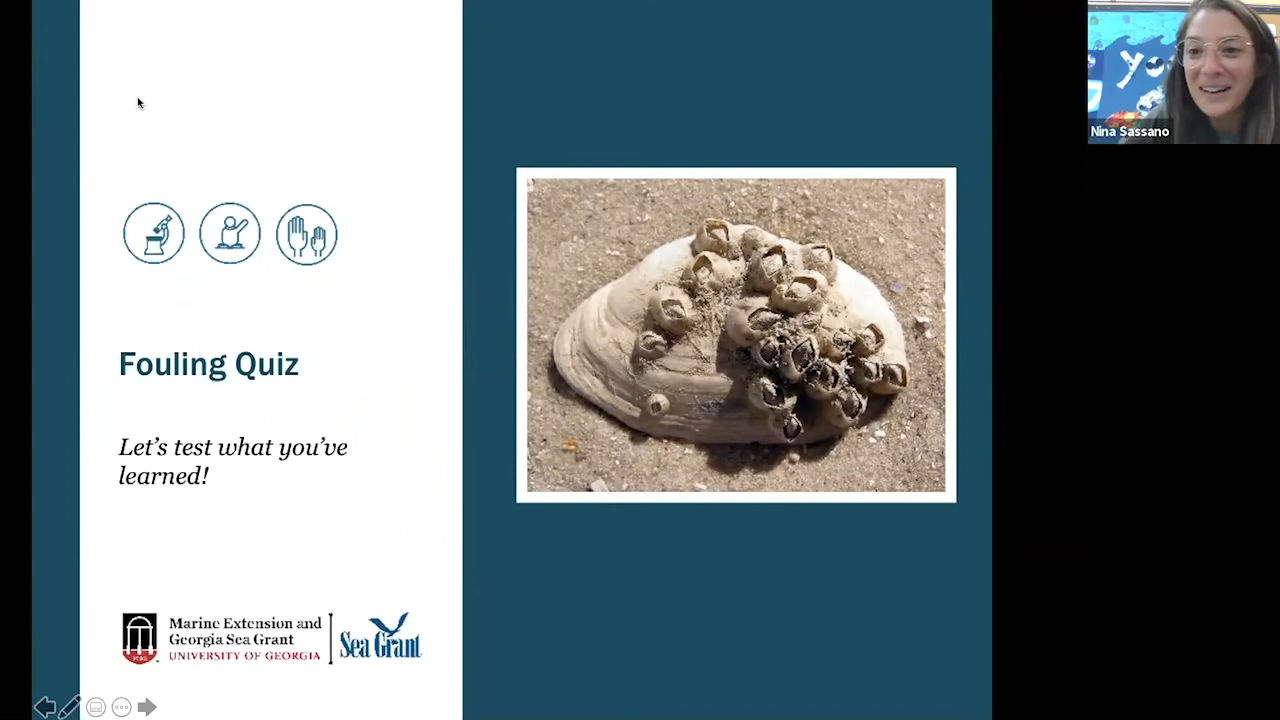 Nina Sassano
Fouling Quiz
Let's test what you've
learned!
Marine Extension and
Georgia Sea Grant
UNIVERSITY OF GEORGIA
Sea Grant